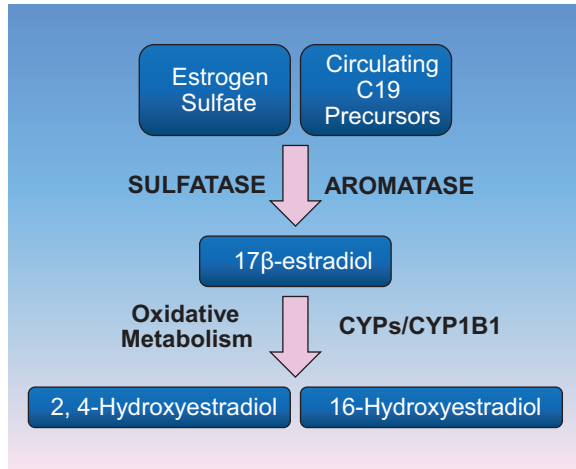 Estrogen
Sulfate
Circulating
C19
Precursors
SULFATASE
AROMATASE
17β-estradiol
Oxidative
Metabolism
CYPs/CYP1B1
2, 4-Hydroxyestradiol
16-Hydroxyestradiol